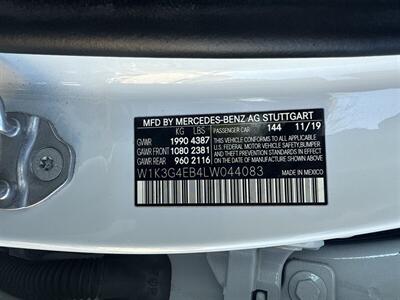 MFD BY MERCEDES-BENZ AG STUTTGART
KG LBS PASSENGER CAR 144 11/19
GVWR 1990 4387 THIS VEHICLE CONFORMS TO ALL APPLICABLE
GAWR FRONT 1080 2381 U.S. FEDERAL MOTOR VEHICLE SAFETY, BUMPER
GAWR REAR 960 2116 AND THEFT PREVENTION STANDARDS IN EFFECT
ON THE DATE OF MANUFACTURE SHOWN ABOVE.
W1K3G4EB4LW044083 MADE IN MEXICO